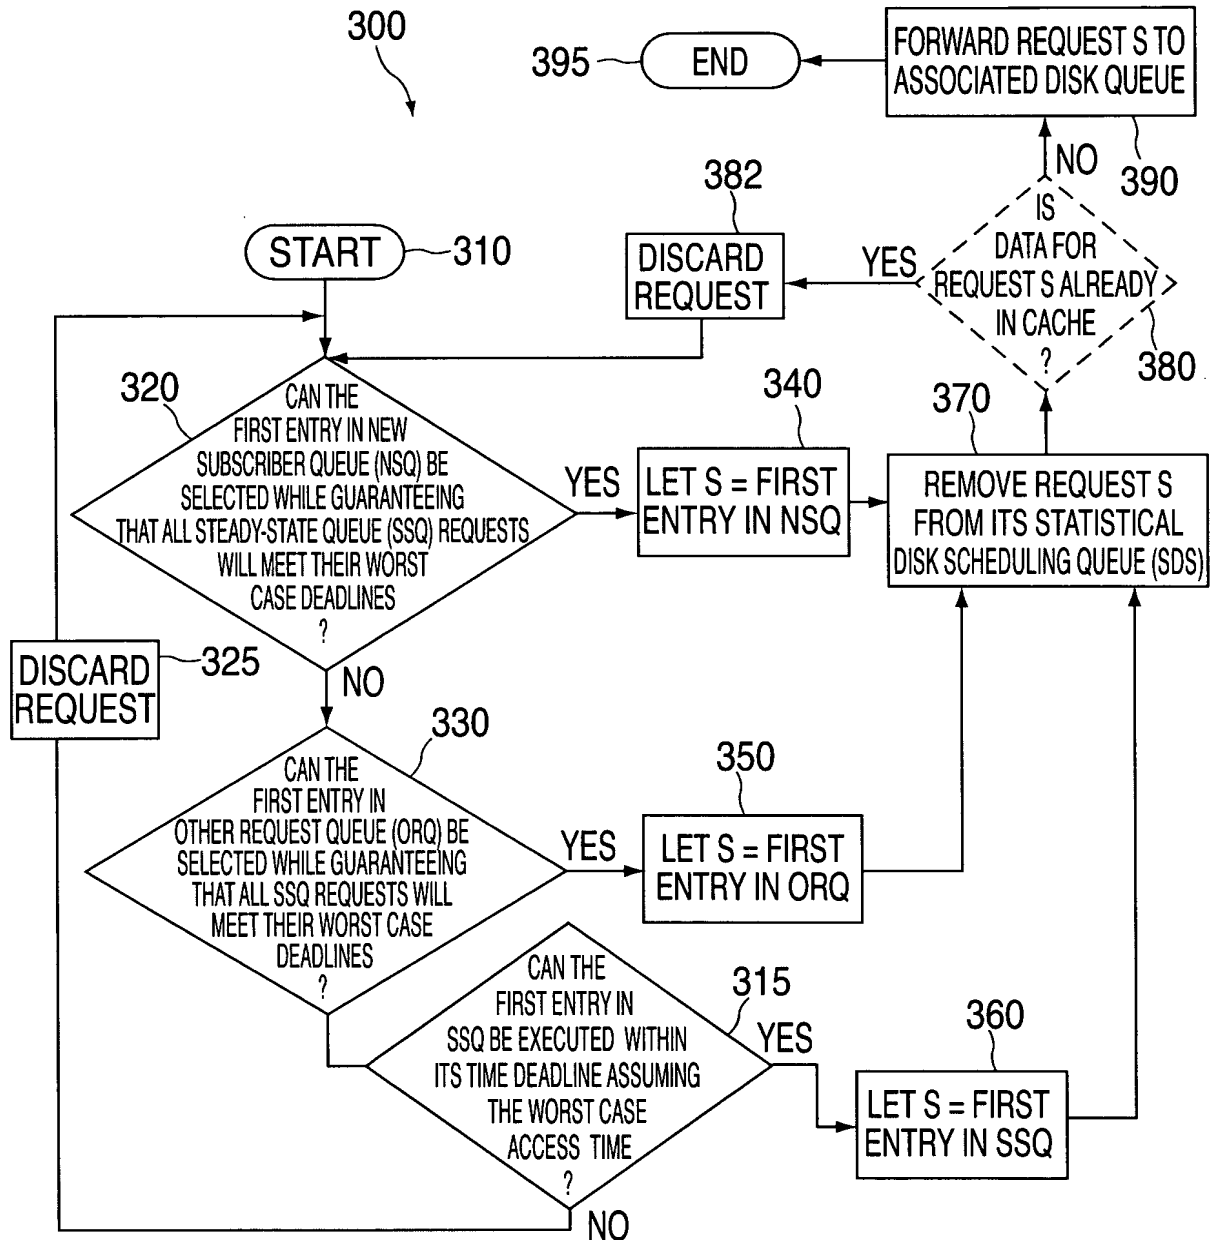 300
395
END
FORWARD REQUEST S TO
ASSOCIATED DISK QUEUE
390
NO
382
310
START
DISCARD
REQUEST
YES
IS
DATA FOR
REQUEST S ALREADY
IN CACHE
?
380
320
CAN THE
FIRST ENTRY IN NEW
SUBSCRIBER QUEUE (NSQ) BE
SELECTED WHILE GUARANTEEING
THAT ALL STEADY-STATE QUEUE (SSQ) REQUESTS
WILL MEET THEIR WORST
CASE DEADLINES
?
YES
340
LET S = FIRST
ENTRY IN NSQ
370
REMOVE REQUEST S
FROM ITS STATISTICAL
DISK SCHEDULING QUEUE (SDS)
DISCARD
REQUEST
325
NO
330
CAN THE
FIRST ENTRY IN
OTHER REQUEST QUEUE (ORQ) BE
SELECTED WHILE GUARANTEEING
THAT ALL SSQ REQUESTS WILL
MEET THEIR WORST CASE
DEADLINES
?
YES
350
LET S = FIRST
ENTRY IN ORQ
315
CAN THE
FIRST ENTRY IN
SSQ BE EXECUTED WITHIN
ITS TIME DEADLINE ASSUMING
THE WORST CASE
ACCESS TIME
?
YES
360
LET S = FIRST
ENTRY IN SSQ
NO